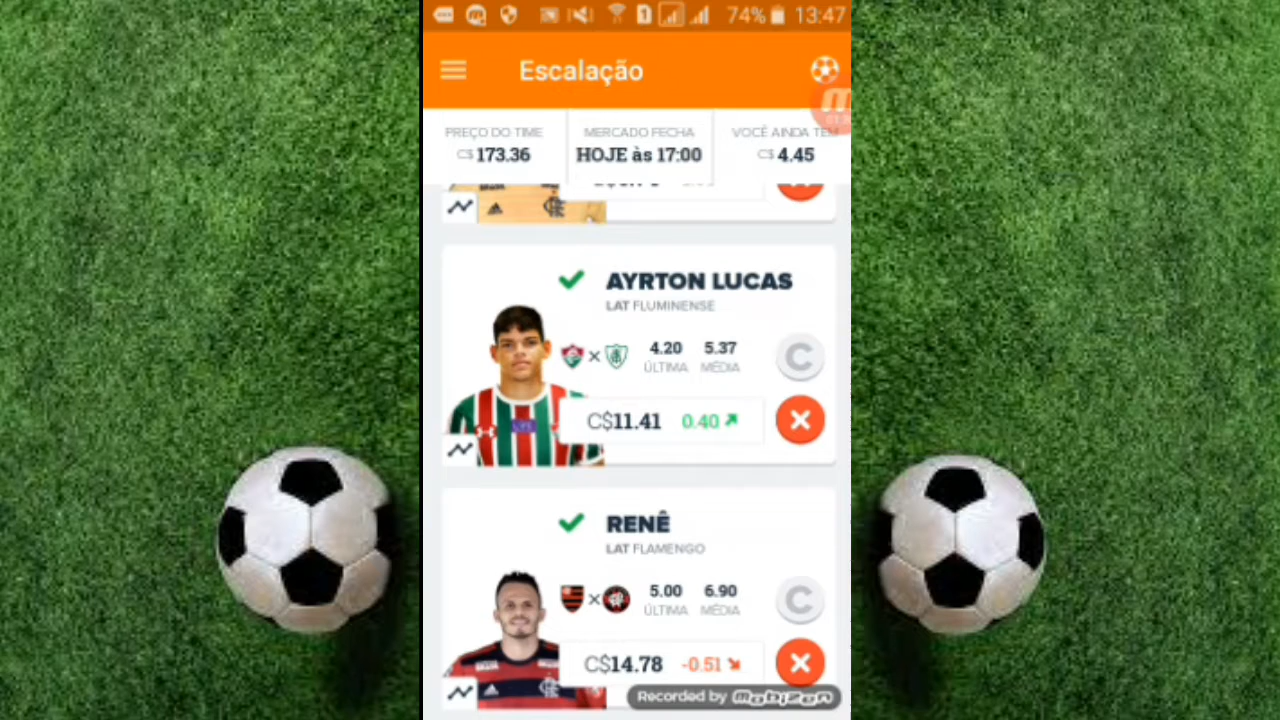 74% 13:47
Escalação
PREÇO DO TIME
C$ 173.36
MERCADO FECHA
HOJE às 17:00
VOCÊ AINDA TEM
C$ 4.45
AYRTON LUCAS
LAT FLUMINENSE
4.20 5.37
ÚLTIMA MÉDIA
C
C$11.41 0.40
RENÊ
LAT FLAMENGO
5.00 6.90
ÚLTIMA MÉDIA
C
C$14.78 -0.51
Recorded by Mobizen